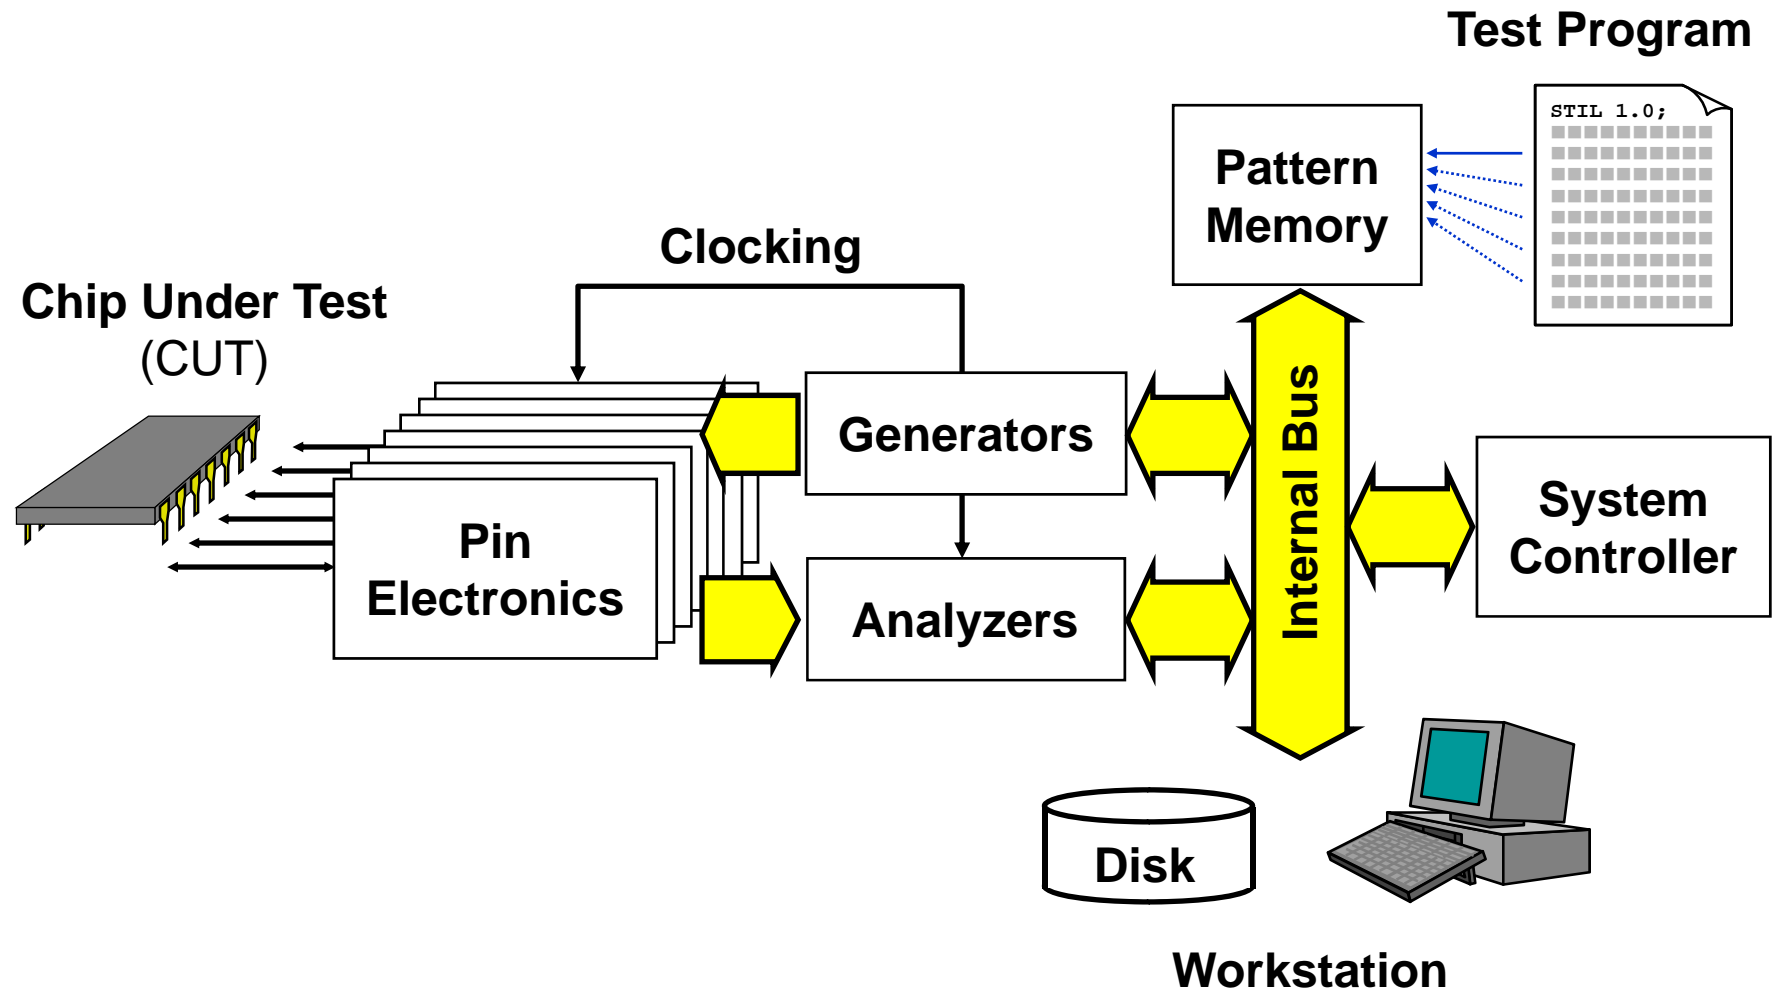 Test Program
STIL 1.0;
Pattern
Memory
Clocking
Chip Under Test
(CUT)
Generators
Internal Bus
System
Controller
Pin
Electronics
Analyzers
Disk
Workstation